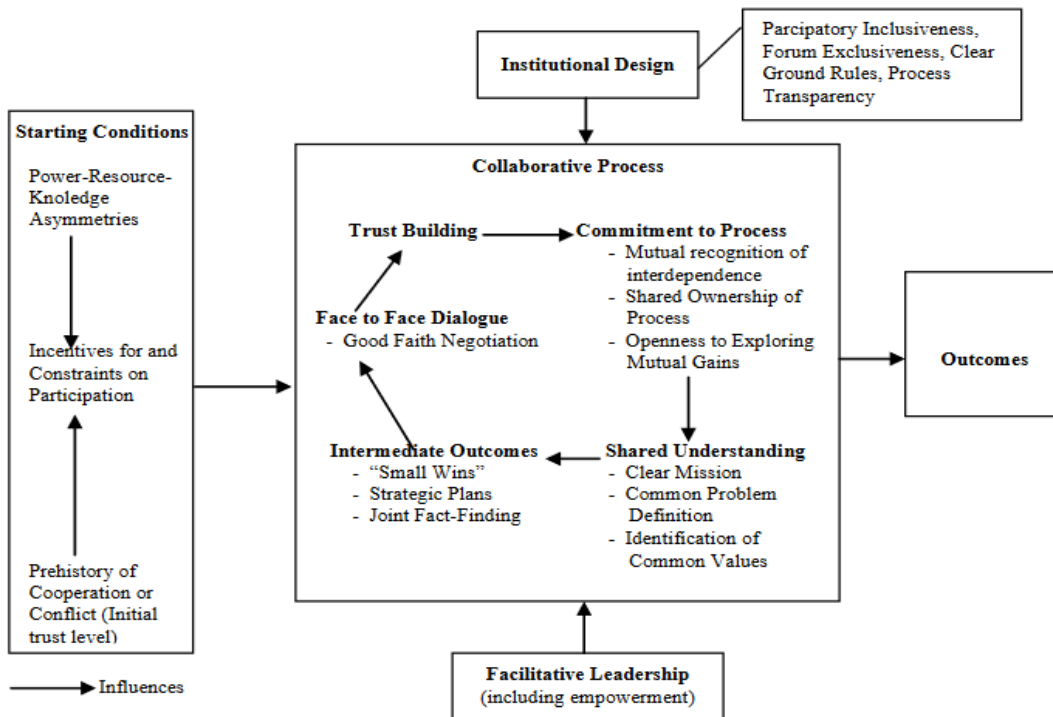 Parcipatory Inclusiveness,
Forum Exclusiveness, Clear
Ground Rules, Process
Transparency
Institutional Design
Starting Conditions
Power-Resource-
Knoledge
Asymmetries
Incentives for and
Constraints on
Participation
Prehistory of
Cooperation or
Conflict (Initial
trust level)
Collaborative Process
Trust Building
Commitment to Process
- Mutual recognition of
interdependence
- Shared Ownership of
Process
- Openness to Exploring
Mutual Gains
Face to Face Dialogue
- Good Faith Negotiation
Intermediate Outcomes
- “Small Wins”
- Strategic Plans
- Joint Fact-Finding
Shared Understanding
- Clear Mission
- Common Problem
Definition
- Identification of
Common Values
Outcomes
Facilitative Leadership
(including empowerment)
Influences